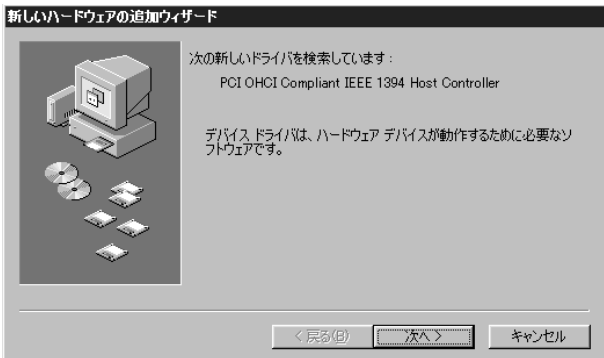 新しいハードウェアの追加ウィザード
次の新しいドライバを検索しています：
PCI OHCI Compliant IEEE 1394 Host Controller
デバイス ドライバは、ハードウェア デバイスが動作するために必要なソ
フトウェアです。
< 戻る(B)
次へ >
キャンセル